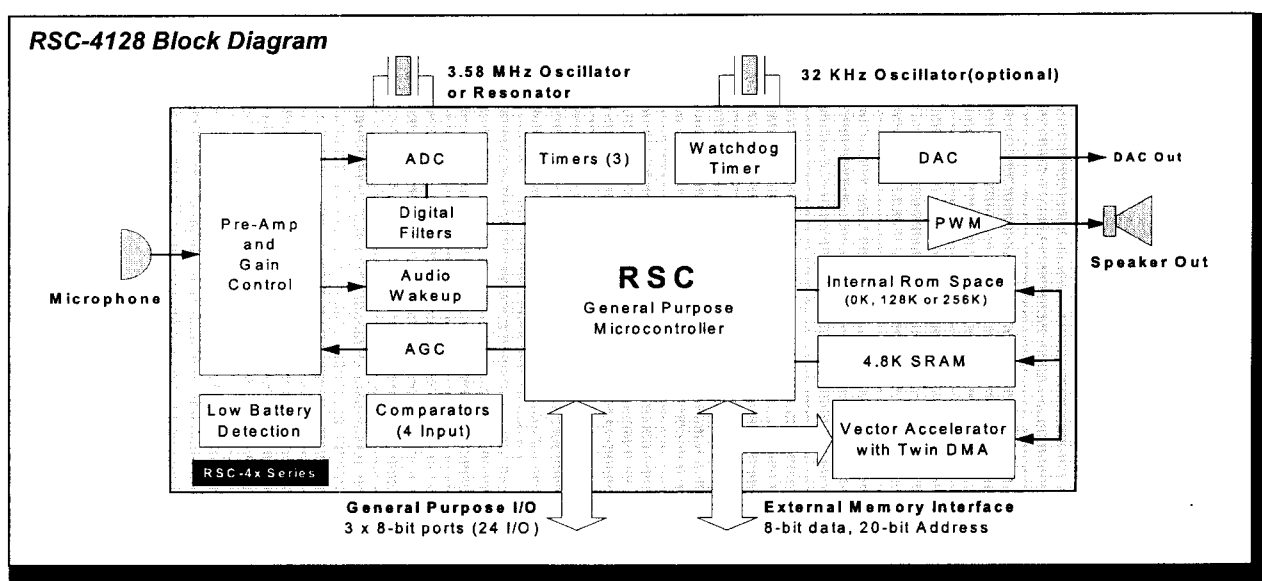 RSC-4128 Block Diagram
3.58 MHz Oscillator
or Resonator
32 KHz Oscillator(optional)
ADC
Timers (3)
Watchdog
Timer
DAC
DAC Out
Digital
Filters
Pre-Amp
and
Gain
Control
PWM
Speaker Out
Microphone
Audio
Wakeup
RSC
General Purpose
Microcontroller
Internal Rom Space
(0K, 128K or 256K)
AGC
4.8K SRAM
Low Battery
Detection
Comparators
(4 Input)
Vector Accelerator
with Twin DMA
RSC-4x Series
General Purpose I/O
3 x 8-bit ports (24 I/O)
External Memory Interface
8-bit data, 20-bit Address